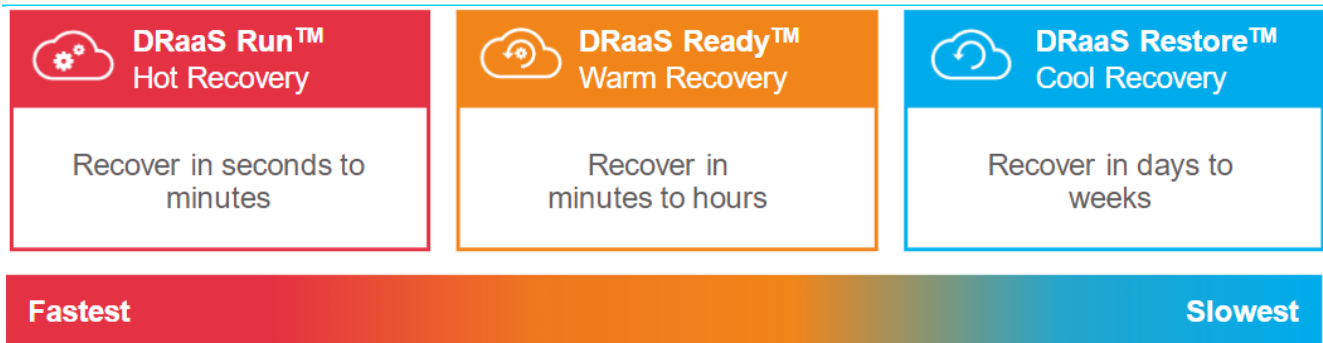 DRaaS Run™
Hot Recovery
Recover in seconds to
minutes
DRaaS Ready™
Warm Recovery
Recover in
minutes to hours
DRaaS Restore™
Cool Recovery
Recover in days to
weeks
Fastest
Slowest